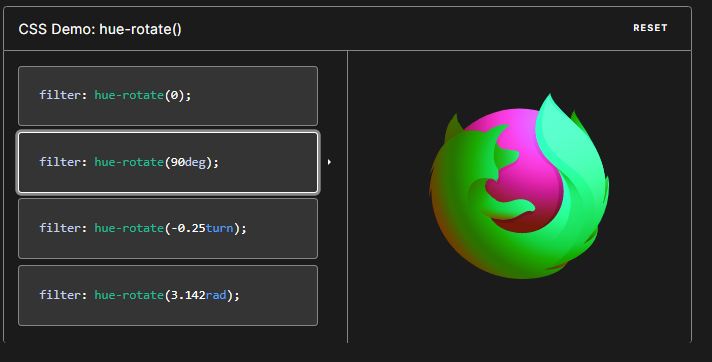 CSS Demo: hue-rotate()
RESET
filter: hue-rotate(0);
filter: hue-rotate(90deg);
filter: hue-rotate(-0.25turn);
filter: hue-rotate(3.142rad);